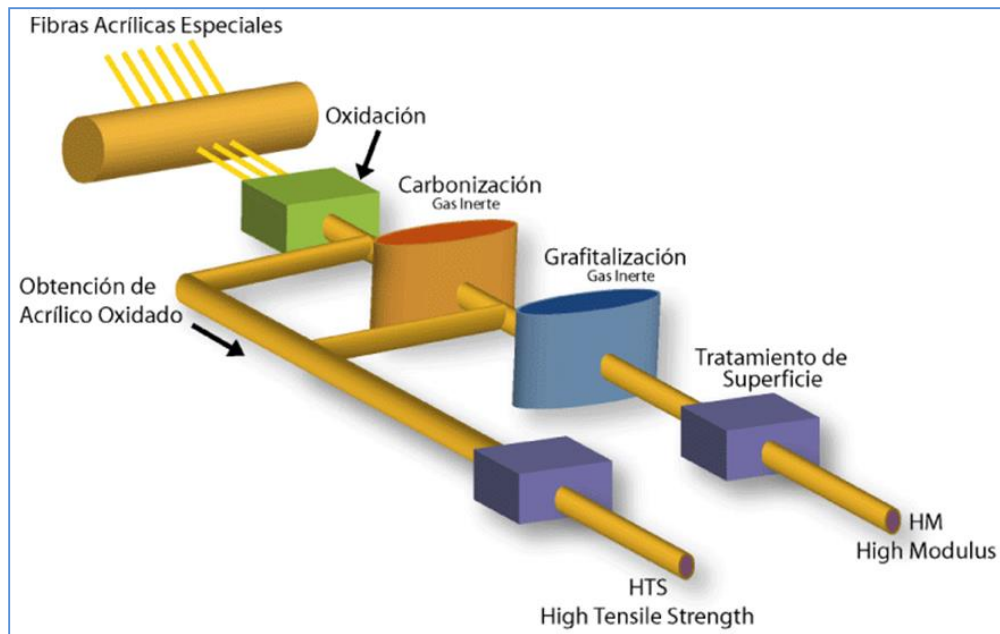 Fibras Acrílicas Especiales
Oxidación
Carbonización
Gas Inerte
Grafitalización
Gas Inerte
Obtención de
Acrílico Oxidado
Tratamiento de
Superficie
HM
High Modulus
HTS
High Tensile Strength